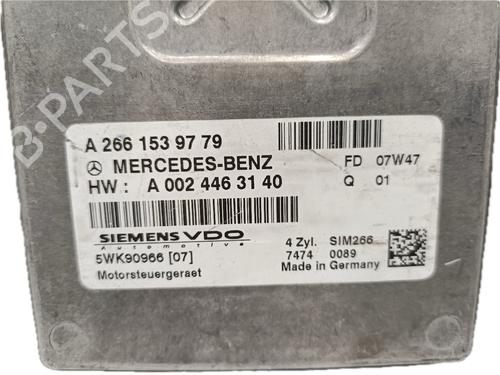 B-PARTS
A 266 153 97 79
MERCEDES-BENZ
FD 07W47
HW : A 002 446 31 40
Q 01
SIEMENS VDO
Automotive
4 Zyl. SIM266
5WK90966 [07]
7474 0089
Motorsteuergeraet
Made in Germany